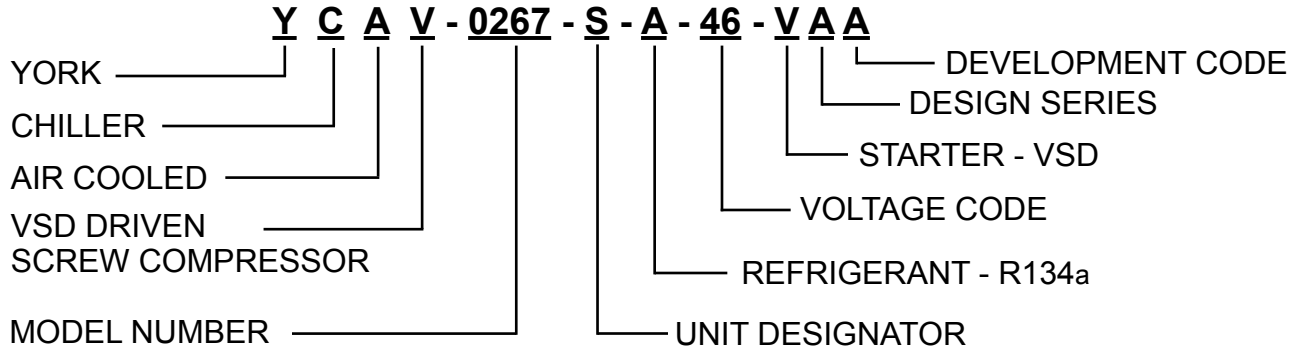 Y C A V - 0267 - S - A - 46 - V A A
YORK
CHILLER
AIR COOLED
VSD DRIVEN
SCREW COMPRESSOR
MODEL NUMBER
DEVELOPMENT CODE
DESIGN SERIES
STARTER - VSD
VOLTAGE CODE
REFRIGERANT - R134a
UNIT DESIGNATOR